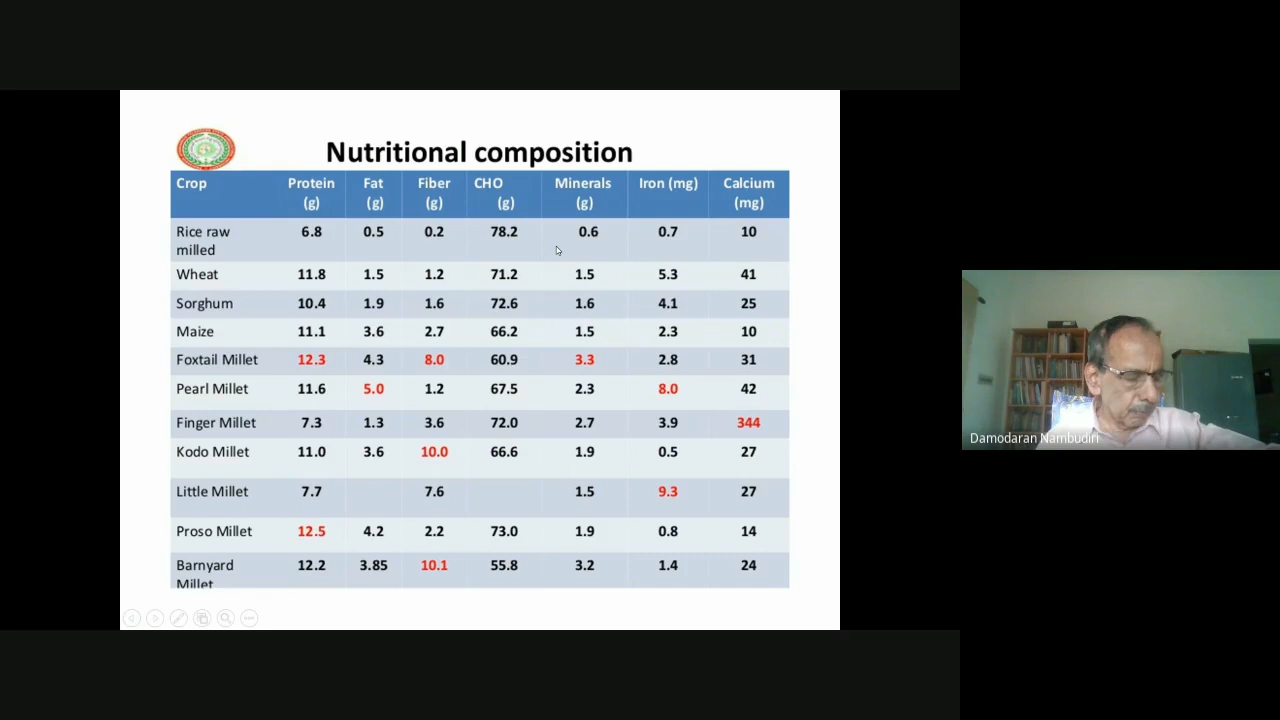 Nutritional composition
Crop Protein (g) Fat (g) Fiber (g) CHO (g) Minerals (g) Iron (mg) Calcium (mg)
Rice raw milled 6.8 0.5 0.2 78.2 0.6 0.7 10
Wheat 11.8 1.5 1.2 71.2 1.5 5.3 41
Sorghum 10.4 1.9 1.6 72.6 1.6 4.1 25
Maize 11.1 3.6 2.7 66.2 1.5 2.3 10
Foxtail Millet 12.3 4.3 8.0 60.9 3.3 2.8 31
Pearl Millet 11.6 5.0 1.2 67.5 2.3 8.0 42
Finger Millet 7.3 1.3 3.6 72.0 2.7 3.9 344
Kodo Millet 11.0 3.6 10.0 66.6 1.9 0.5 27
Little Millet 7.7 7.6 1.5 9.3 27
Proso Millet 12.5 4.2 2.2 73.0 1.9 0.8 14
Barnyard Millet 12.2 3.85 10.1 55.8 3.2 1.4 24
Damodaran Nambudiri